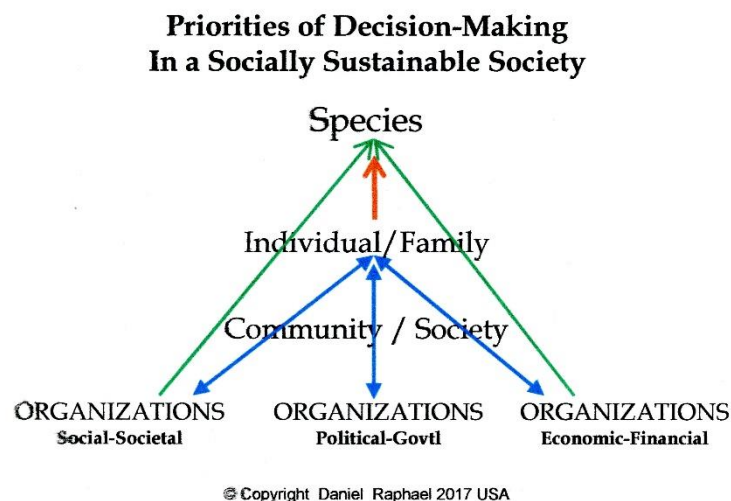 Priorities of Decision-Making
In a Socially Sustainable Society
Species
Individual/Family
Community / Society
ORGANIZATIONS ORGANIZATIONS ORGANIZATIONS
Social-Societal Political-Govtl Economic-Financial
© Copyright Daniel Raphael 2017 USA